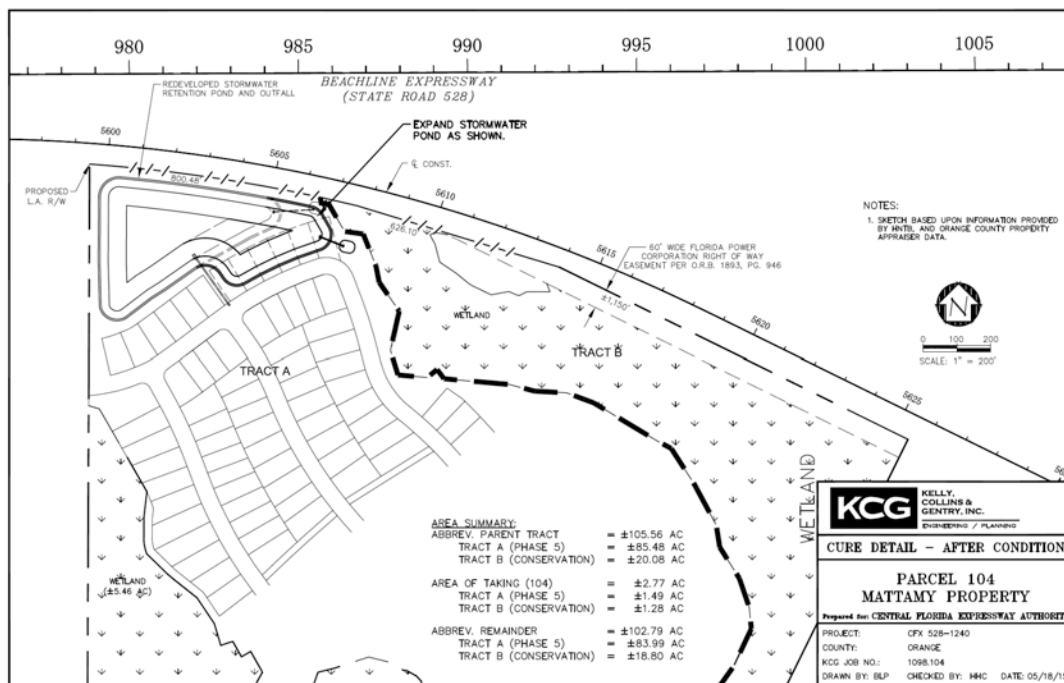 980 985 990 995 1000 1005
REDEVELOPED STORMWATER
RETENTION POND AND OUTFALL
BEACHLINE EXPRESSWAY
(STATE ROAD 528)
EXPAND STORMWATER
POND AS SHOWN.
5600
5605
℄ CONST.
5610
PROPOSED
L.A. R/W
800.48'
626.10'
NOTES:
1. SKETCH BASED UPON INFORMATION PROVIDED
BY HNTB, AND ORANGE COUNTY PROPERTY
APPRAISER DATA.
5615
60' WIDE FLORIDA POWER
CORPORATION RIGHT OF WAY
EASEMENT PER O.R.B. 1893, PG. 946
±1,150'
N
0 100 200
SCALE: 1" = 200'
WETLAND
5620
TRACT B
TRACT A
5625
WETLAND
AREA SUMMARY:
ABBREV. PARENT TRACT = ±105.56 AC
TRACT A (PHASE 5) = ±85.48 AC
TRACT B (CONSERVATION) = ±20.08 AC
AREA OF TAKING (104) = ±2.77 AC
TRACT A (PHASE 5) = ±1.49 AC
TRACT B (CONSERVATION) = ±1.28 AC
ABBREV. REMAINDER = ±102.79 AC
TRACT A (PHASE 5) = ±83.99 AC
TRACT B (CONSERVATION) = ±18.80 AC
WETLAND
(±5.46 AC)
KCG
KELLY,
COLLINS &
GENTRY, INC.
ENGINEERING / PLANNING
CURE DETAIL – AFTER CONDITION
PARCEL 104
MATTAMY PROPERTY
Prepared for: CENTRAL FLORIDA EXPRESSWAY AUTHORIT
PROJECT: CFX 528-1240
COUNTY: ORANGE
KCG JOB NO.: 1098.104
DRAWN BY: BLP CHECKED BY: HHC DATE: 05/18/